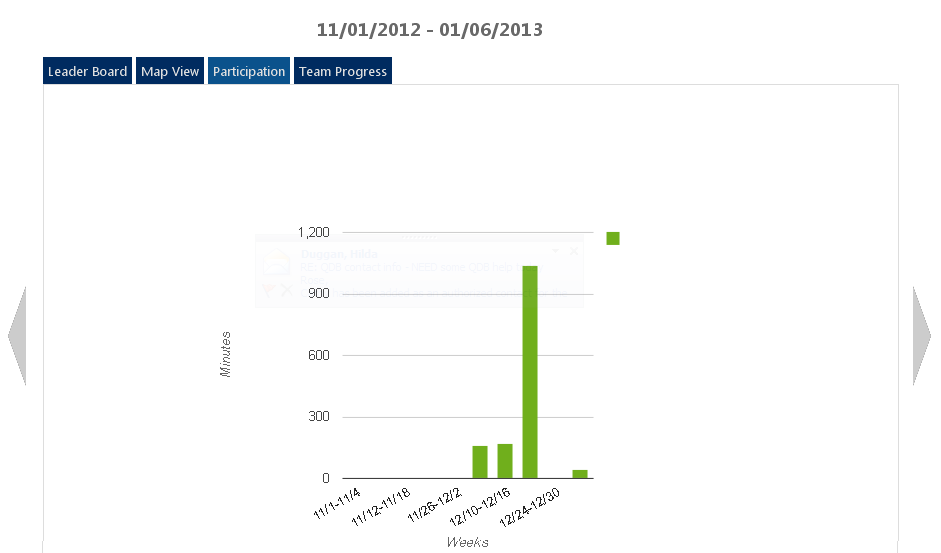 11/01/2012 - 01/06/2013
Leader Board
Map View
Participation
Team Progress
1,200
900
600
300
0
Minutes
11/1-11/4
11/12-11/18
11/26-12/2
12/10-12/16
12/24-12/30
Weeks